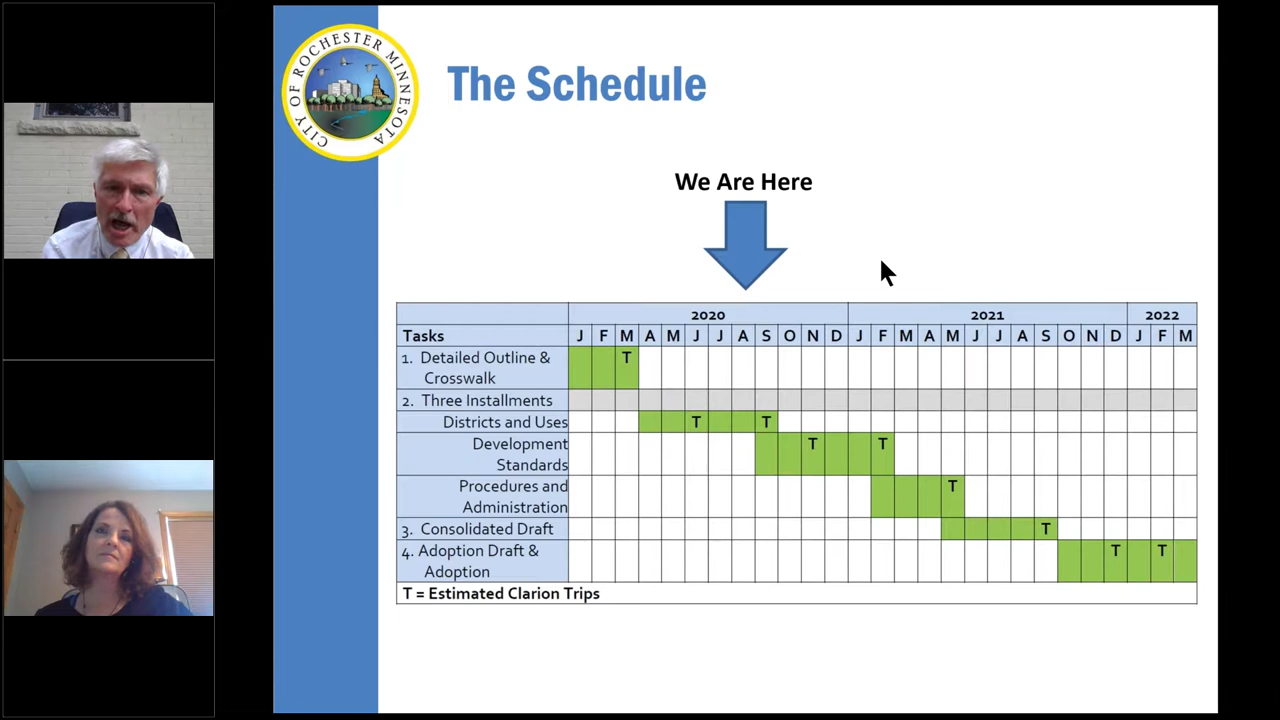 CITY OF ROCHESTER MINNESOTA
The Schedule
We Are Here
2020 2021 2022
Tasks J F M A M J J A S O N D J F M A M J J A S O N D J F M
1. Detailed Outline & T
Crosswalk
2. Three Installments
Districts and Uses T T
Development T T
Standards
Procedures and T
Administration
3. Consolidated Draft T
4. Adoption Draft & T T
Adoption
T = Estimated Clarion Trips